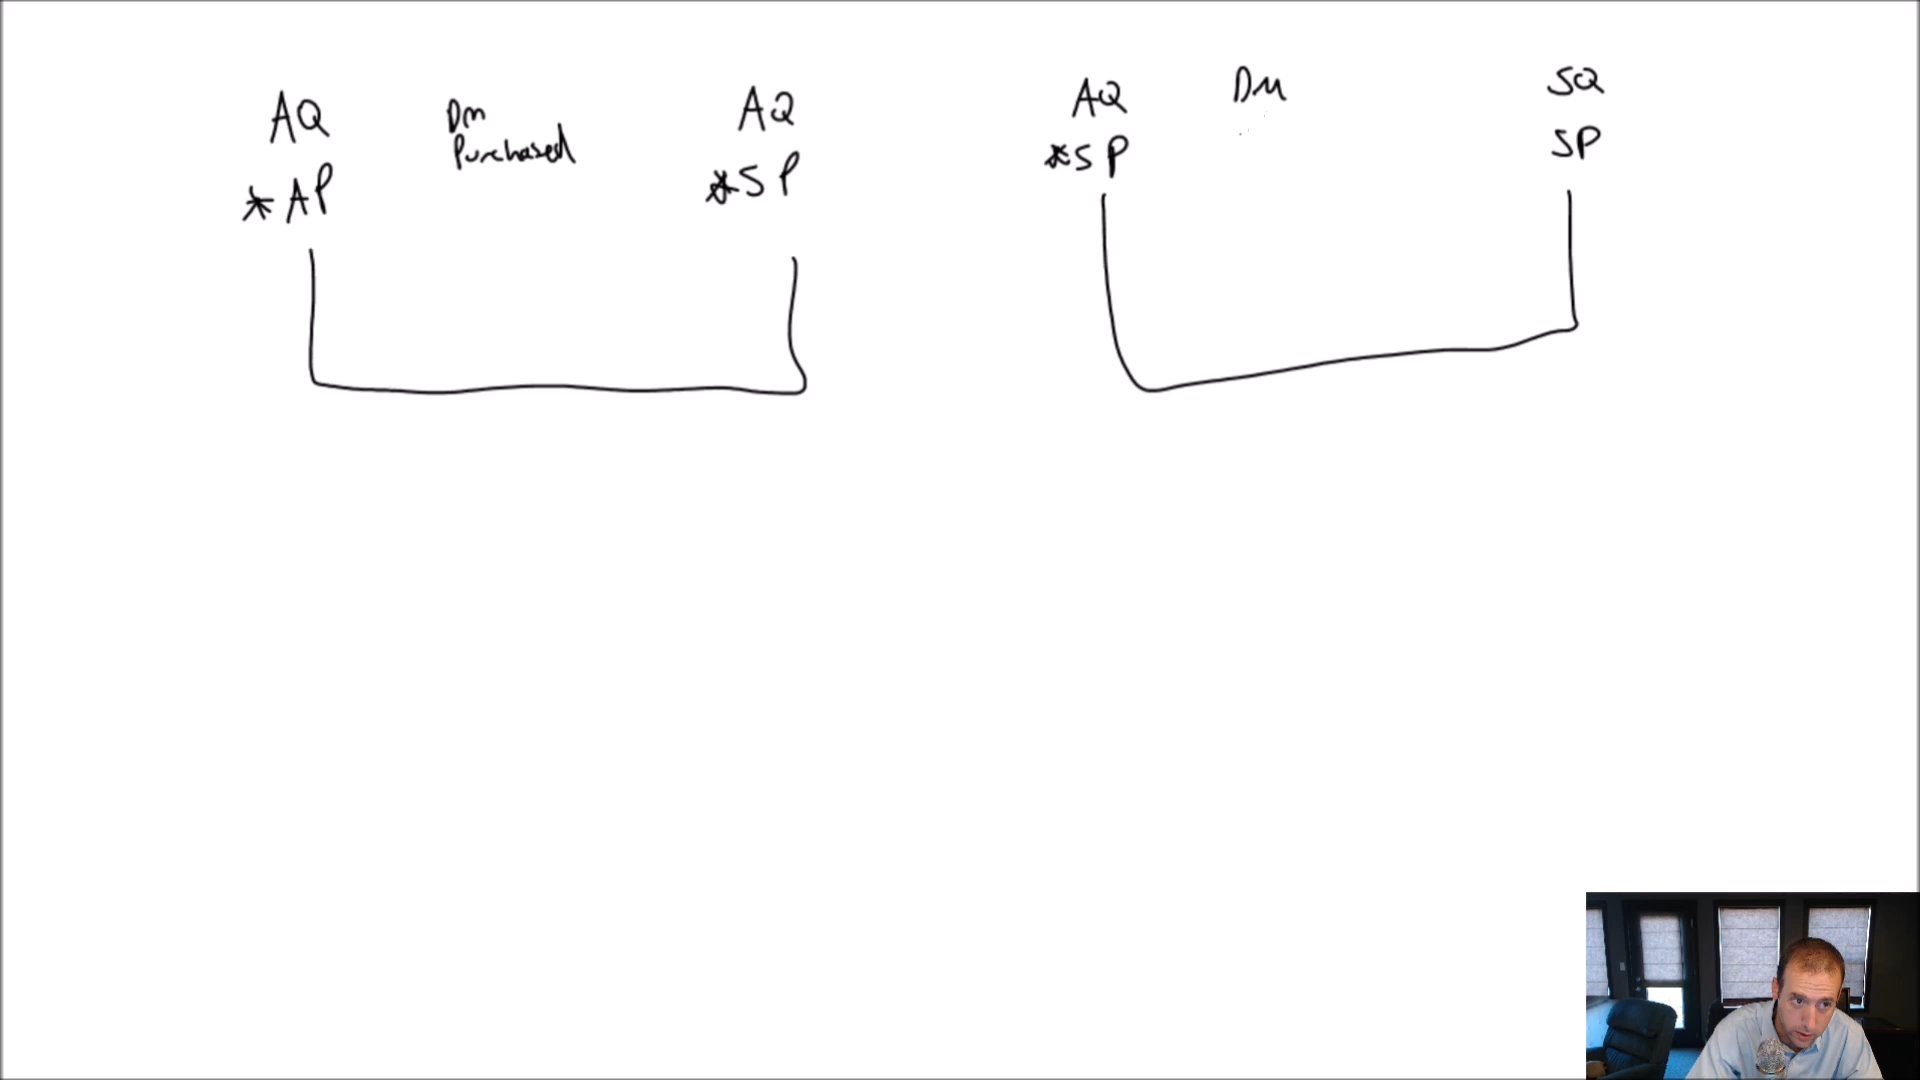 AQ
*AP
Dm
Purchased
AQ
*SP
AQ
*SP
DM
SQ
SP